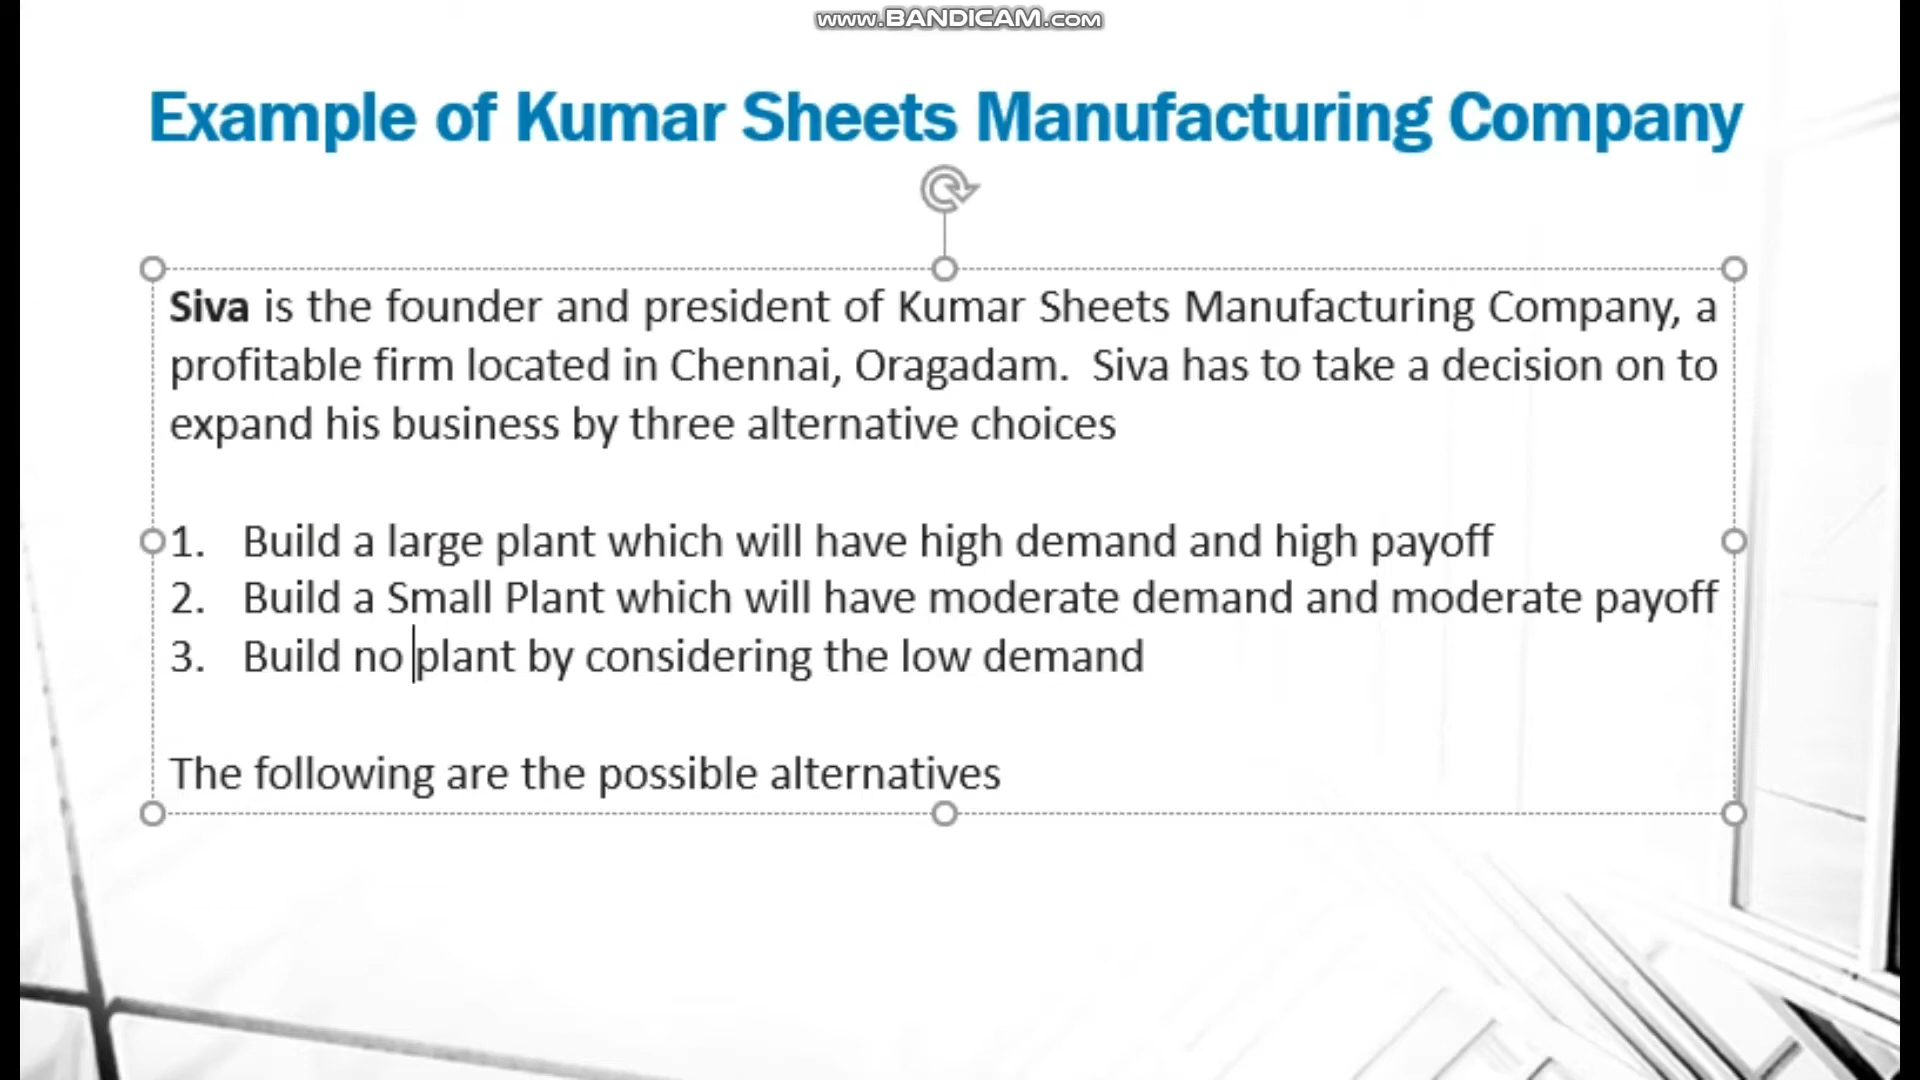 www.BANDICAM.com
Example of Kumar Sheets Manufacturing Company
Siva is the founder and president of Kumar Sheets Manufacturing Company, a
profitable firm located in Chennai, Oragadam.  Siva has to take a decision on to
expand his business by three alternative choices
1. Build a large plant which will have high demand and high payoff
2. Build a Small Plant which will have moderate demand and moderate payoff
3. Build no plant by considering the low demand
The following are the possible alternatives